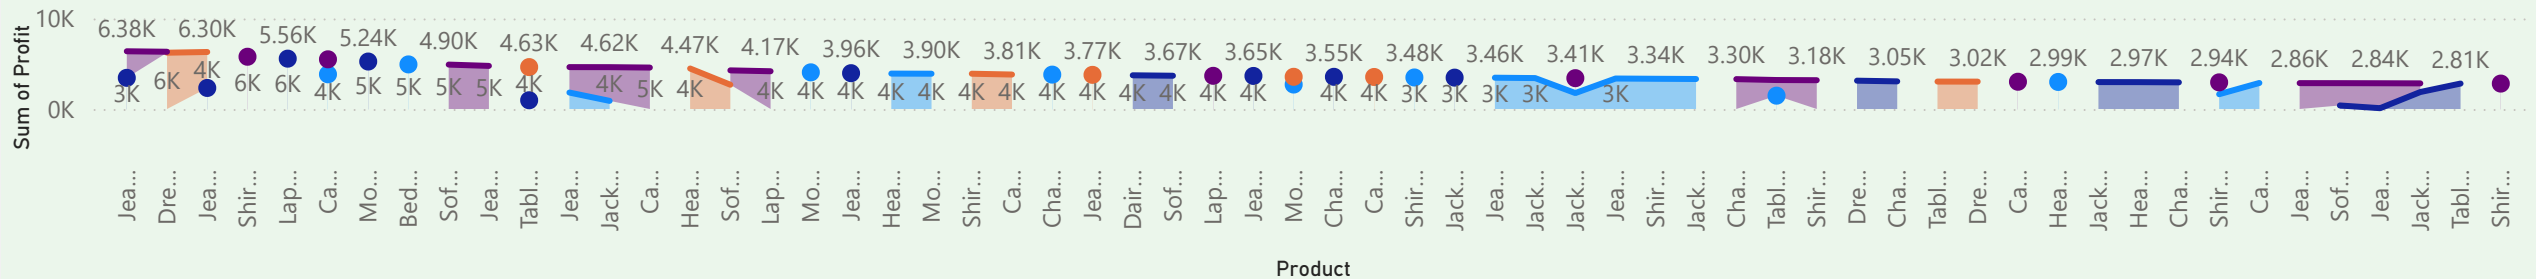 Sum of Profit
10K
0K
6.38K 6.30K 5.56K 5.24K 4.90K 4.63K 4.62K 4.47K 4.17K 3.96K 3.90K 3.81K 3.77K 3.67K 3.65K 3.55K 3.48K 3.46K 3.41K 3.34K 3.30K 3.18K 3.05K 3.02K 2.99K 2.97K 2.94K 2.86K 2.84K 2.81K
3K 6K 4K 6K 6K 4K 5K 5K 5K 5K 4K 4K 5K 4K 4K 4K 4K 4K 4K 4K 4K 4K 4K 4K 4K 4K 4K 4K 4K 3K 3K 3K 3K 3K
Jea... Dre... Jea... Shir... Lap... Ca... Mo... Bed... Sof... Jea... Tabl... Jea... Jack... Ca... Hea... Sof... Lap... Mo... Jea... Hea... Mo... Shir... Ca... Cha... Jea... Dair... Sof... Lap... Jea... Mo... Cha... Ca... Shir... Jack... Jea... Jack... Jack... Jea... Shir... Jack... Cha... Tabl... Shir... Dre... Cha... Tabl... Dre... Ca... Hea... Jack... Hea... Cha... Shir... Ca... Jea... Sof... Jea... Jack... Tabl... Shir...
Product